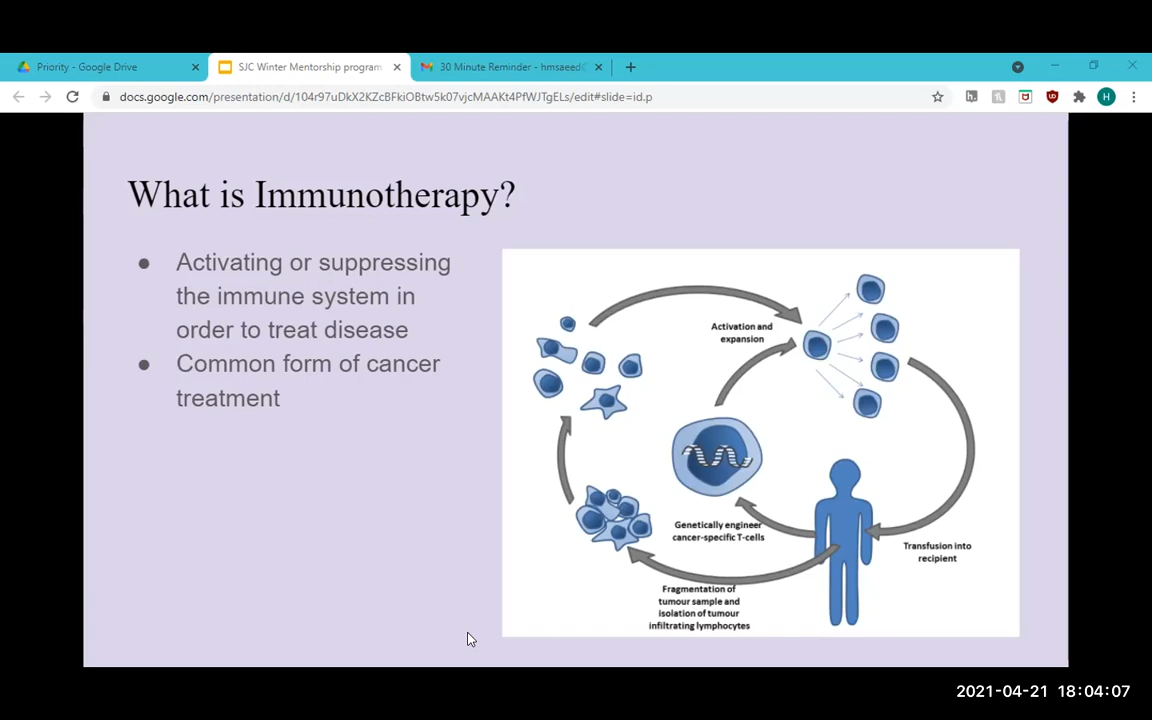 Priority - Google Drive
SJC Winter Mentorship program
30 Minute Reminder - hmsaeed
docs.google.com/presentation/d/104r97uDkX2KZcBFkiOBtw5k07vjcMAAKt4PfWJTgELs/edit#slide=id.p
H
What is Immunotherapy?
● Activating or suppressing
the immune system in
order to treat disease
● Common form of cancer
treatment
Activation and
expansion
Genetically engineer
cancer-specific T-cells
Transfusion into
recipient
Fragmentation of
tumour sample and
isolation of tumour
infiltrating lymphocytes
2021-04-21 18:04:07